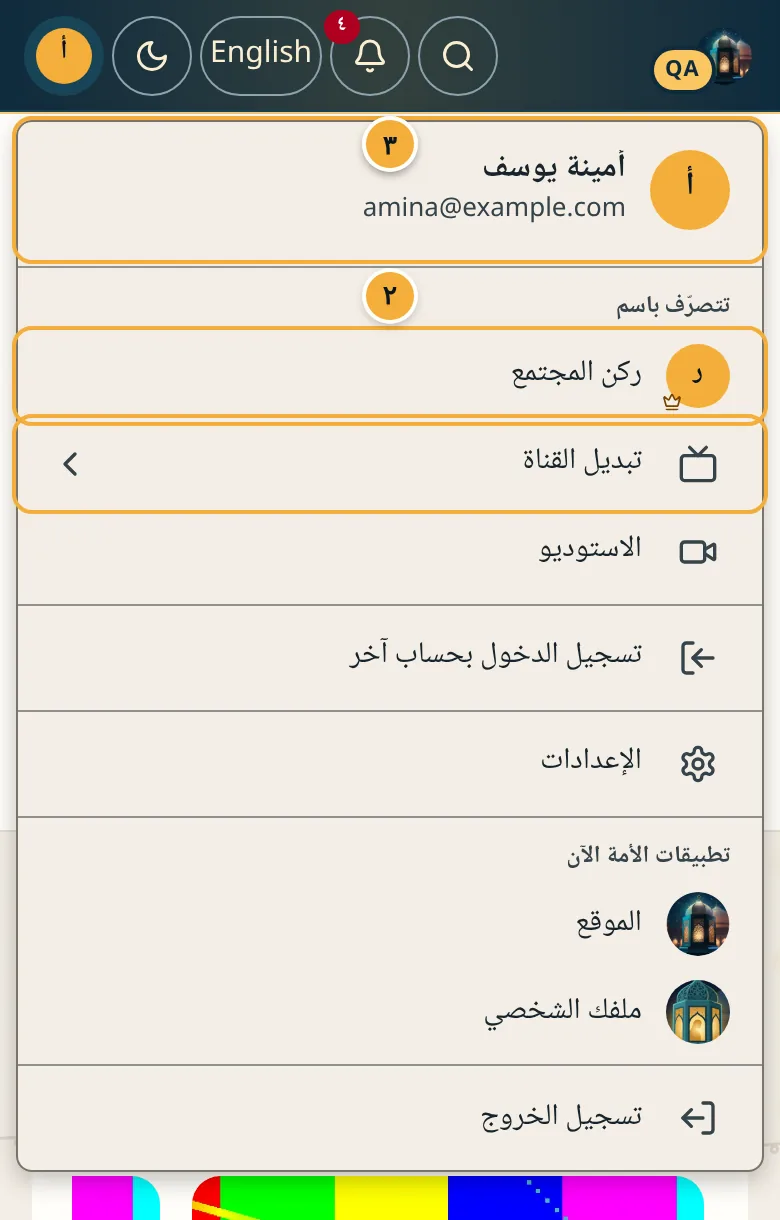 QA
٤
English
أ
٣
أ
أمينة يوسف
amina@example.com
٢
تتصرّف باسم
ر
ركن المجتمع
تبديل القناة
الاستوديو
تسجيل الدخول بحساب آخر
الإعدادات
تطبيقات الأمة الآن
الموقع
ملفك الشخصي
تسجيل الخروج